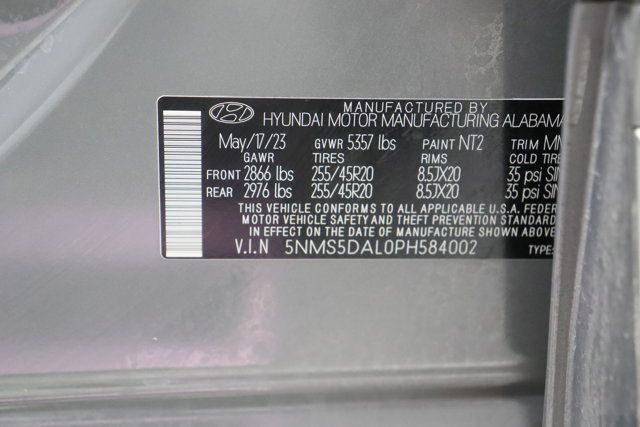 MANUFACTURED BY
HYUNDAI MOTOR MANUFACTURING ALABAMA
May/17/23 GVWR 5357 lbs PAINT NT2 TRIM
GAWR TIRES RIMS COLD TIRE
FRONT 2866 lbs 255/45R20 8.5JX20 35 psi
REAR 2976 lbs 255/45R20 8.5JX20 35 psi
THIS VEHICLE CONFORMS TO ALL APPLICABLE U.S.A. FEDER
MOTOR VEHICLE SAFETY AND THEFT PREVENTION STANDARD
IN EFFECT ON THE DATE OF MANUFACTURE SHOWN ABOVE
V.I.N 5NMS5DAL0PH584002 TYPE: